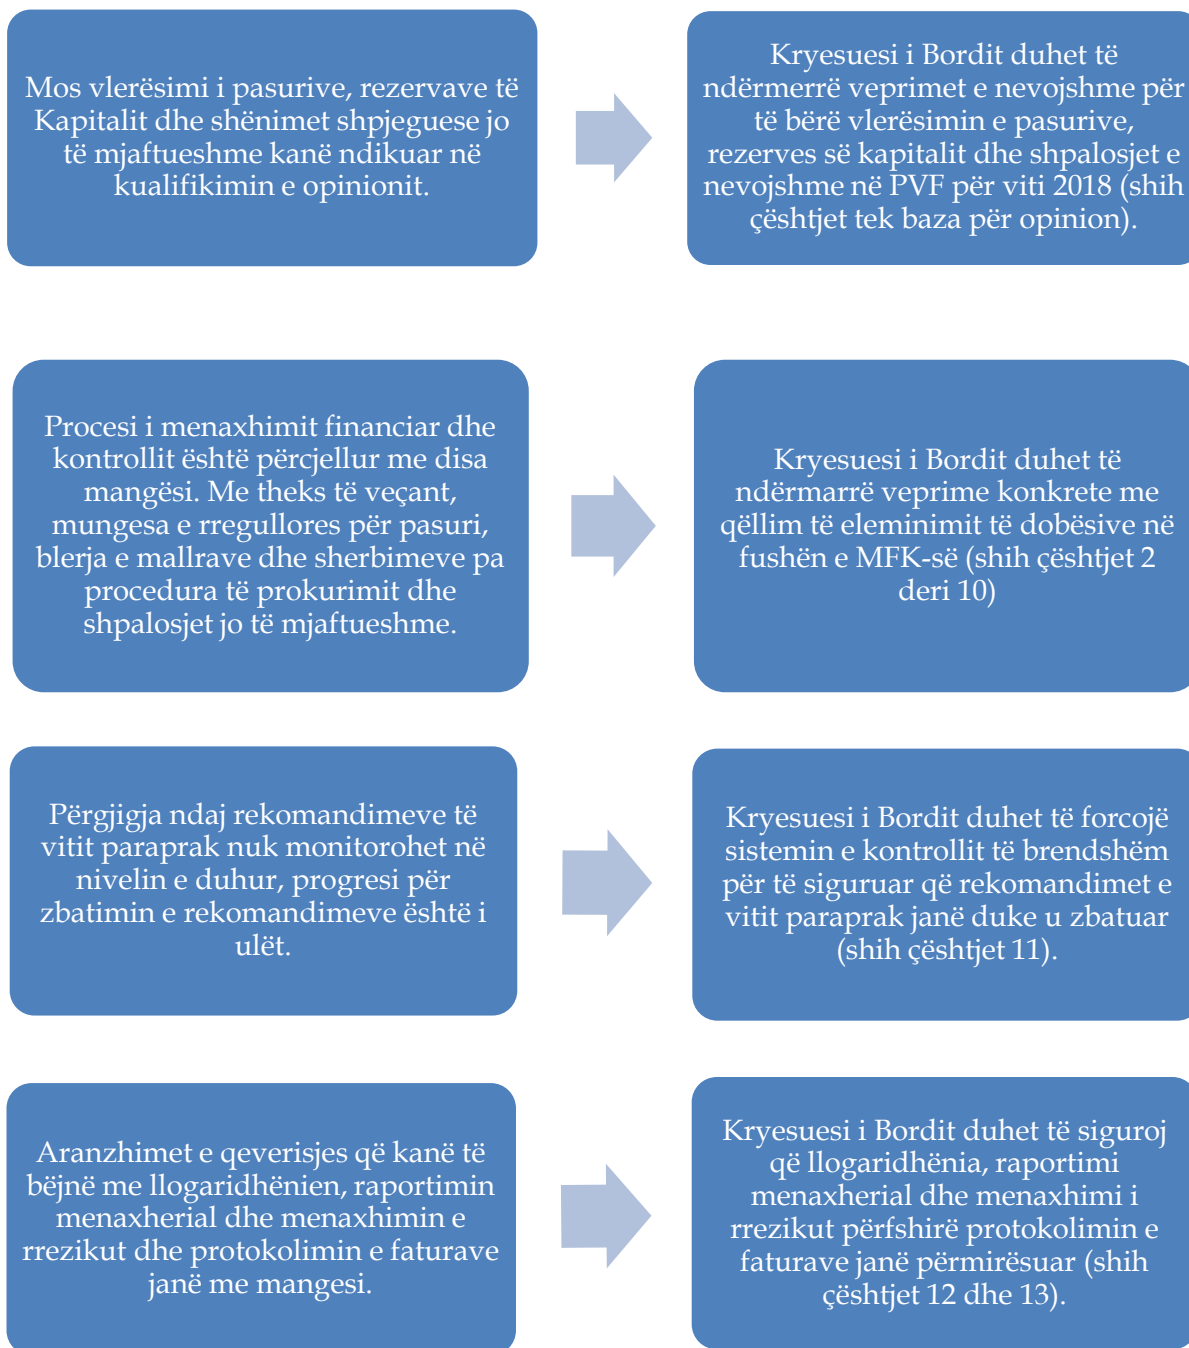 Mos vlerësimi i pasurive, rezervave të
Kapitalit dhe shënimet shpjeguese jo
të mjaftueshme kanë ndikuar në
kualifikimin e opinionit.
Kryesuesi i Bordit duhet të
ndërmerrë veprimet e nevojshme për
të bërë vlerësimin e pasurive,
rezerves së kapitalit dhe shpalosjet e
nevojshme në PVF për viti 2018 (shih
çështjet tek baza për opinion).
Procesi i menaxhimit financiar dhe
kontrollit është përcjellur me disa
mangësi. Me theks të veçant,
mungesa e rregullores për pasuri,
blerja e mallrave dhe sherbimeve pa
procedura të prokurimit dhe
shpalosjet jo të mjaftueshme.
Kryesuesi i Bordit duhet të
ndërmarrë veprime konkrete me
qëllim të eleminimit të dobësive në
fushën e MFK-së (shih çështjet 2
deri 10)
Përgjigja ndaj rekomandimeve të
vitit paraprak nuk monitorohet në
nivelin e duhur, progresi për
zbatimin e rekomandimeve është i
ulët.
Kryesuesi i Bordit duhet të forcojë
sistemin e kontrollit të brendshëm
për të siguruar që rekomandimet e
vitit paraprak janë duke u zbatuar
(shih çështjet 11).
Aranzhimet e qeverisjes që kanë të
bëjnë me llogaridhënien, raportimin
menaxherial dhe menaxhimin e
rrezikut dhe protokolimin e faturave
janë me mangesi.
Kryesuesi i Bordit duhet të siguroj
që llogaridhënia, raportimi
menaxherial dhe menaxhimi i
rrezikut përfshirë protokolimin e
faturave janë përmirësuar (shih
çështjet 12 dhe 13).